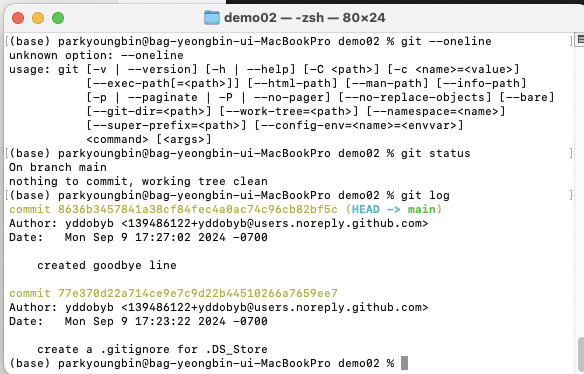 demo02 — -zsh — 80×24
[(base) parkyoungbin@bag-yeongbin-ui-MacBookPro demo02 % git --oneline ]
unknown option: --oneline
usage: git [-v | --version] [-h | --help] [-C <path>] [-c <name>=<value>]
           [--exec-path[=<path>]] [--html-path] [--man-path] [--info-path]
           [-p | --paginate | -P | --no-pager] [--no-replace-objects] [--bare]
           [--git-dir=<path>] [--work-tree=<path>] [--namespace=<name>]
           [--super-prefix=<path>] [--config-env=<name>=<envvar>]
           <command> [<args>]
[(base) parkyoungbin@bag-yeongbin-ui-MacBookPro demo02 % git status ]
On branch main
nothing to commit, working tree clean
[(base) parkyoungbin@bag-yeongbin-ui-MacBookPro demo02 % git log ]
commit 8636b3457841a38cf84fec4a0ac74c96cb82bf5c (HEAD -> main)
Author: yddobyb <139486122+yddobyb@users.noreply.github.com>
Date:   Mon Sep 9 17:27:02 2024 -0700
    created goodbye line
commit 77e370d22a714ce9e7c9d22b44510266a7659ee7
Author: yddobyb <139486122+yddobyb@users.noreply.github.com>
Date:   Mon Sep 9 17:23:22 2024 -0700
    create a .gitignore for .DS_Store
(base) parkyoungbin@bag-yeongbin-ui-MacBookPro demo02 %